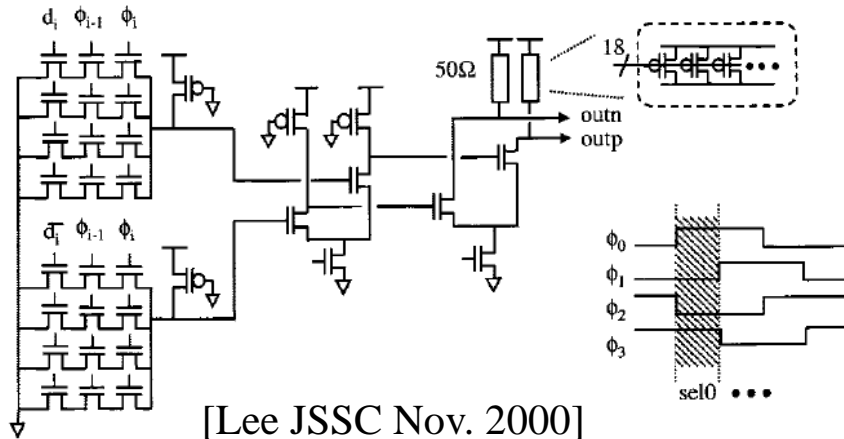 dᵢ ϕᵢ₋₁ ϕᵢ
18
50Ω
outn
outp
d̅ᵢ ϕᵢ₋₁ ϕᵢ
ϕ₀
ϕ₁
ϕ₂
ϕ₃
sel0 •••
[Lee JSSC Nov. 2000]